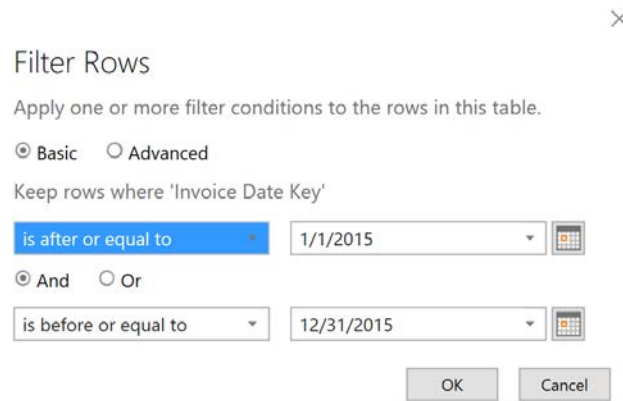 Filter Rows
Apply one or more filter conditions to the rows in this table.
Basic Advanced
Keep rows where 'Invoice Date Key'
is after or equal to 1/1/2015
And Or
is before or equal to 12/31/2015
OK Cancel